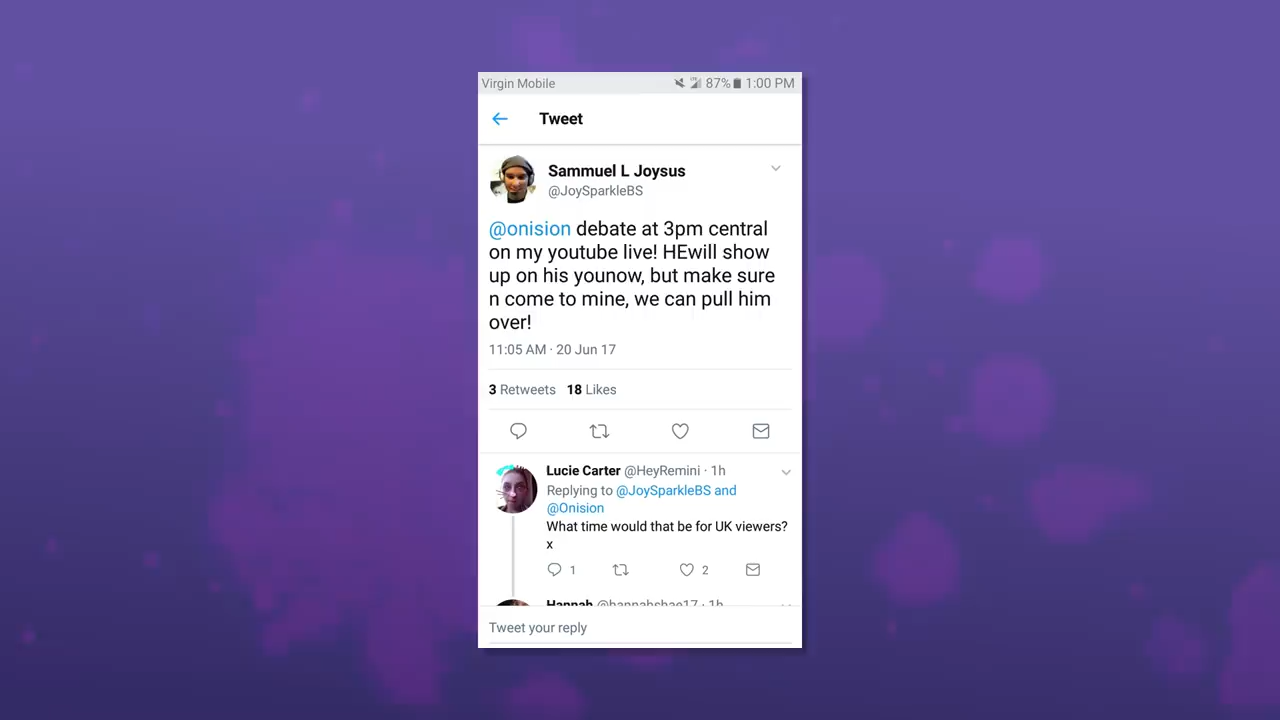 Virgin Mobile 87% 1:00 PM
Tweet
Sammuel L Joysus
@JoySparkleBS
@onision debate at 3pm central
on my youtube live! HEwill show
up on his younow, but make sure
n come to mine, we can pull him
over!
11:05 AM · 20 Jun 17
3 Retweets 18 Likes
Lucie Carter @HeyRemini · 1h
Replying to @JoySparkleBS and
@Onision
What time would that be for UK viewers?
x
1 2
Hannah @hannahshae17 · 1h
Tweet your reply